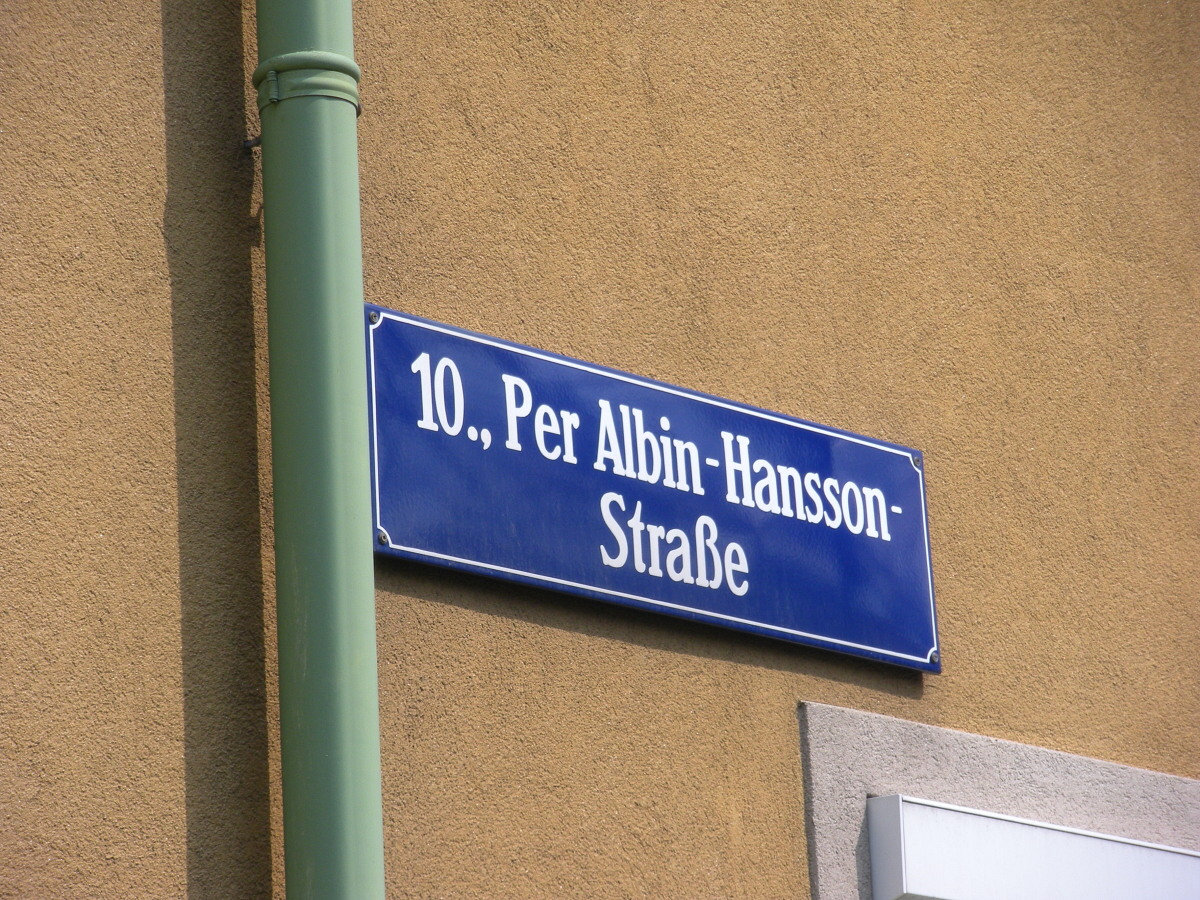 10., Per Albin-Hansson-
Straße